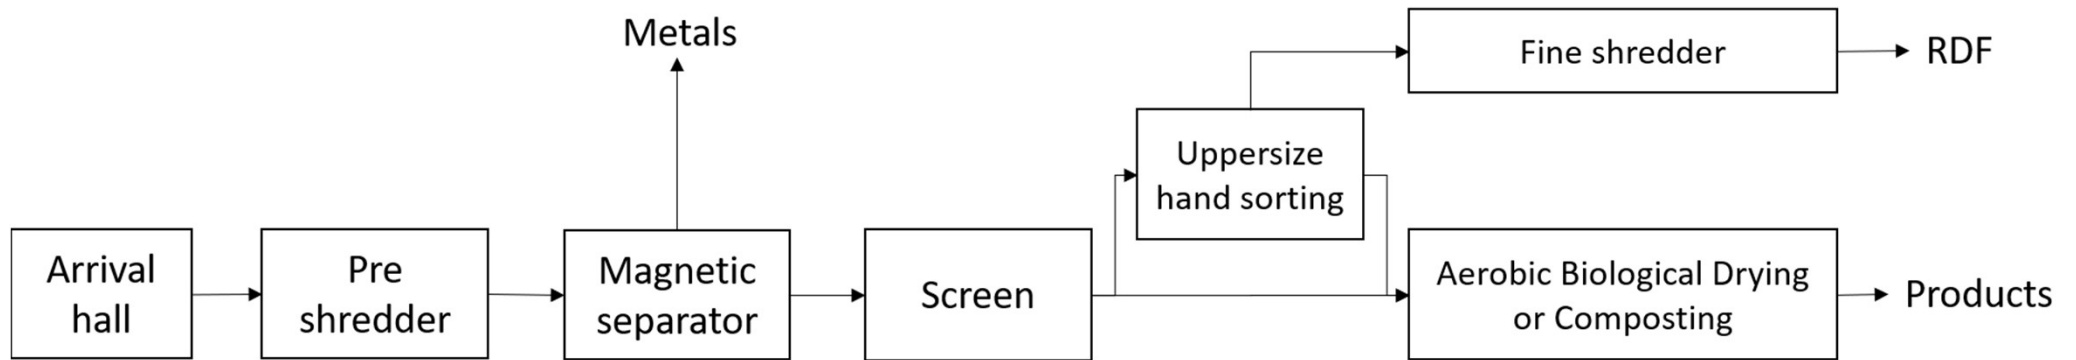 Metals
Fine shredder
RDF
Uppersize
hand sorting
Arrival
hall
Pre
shredder
Magnetic
separator
Screen
Aerobic Biological Drying
or Composting
Products